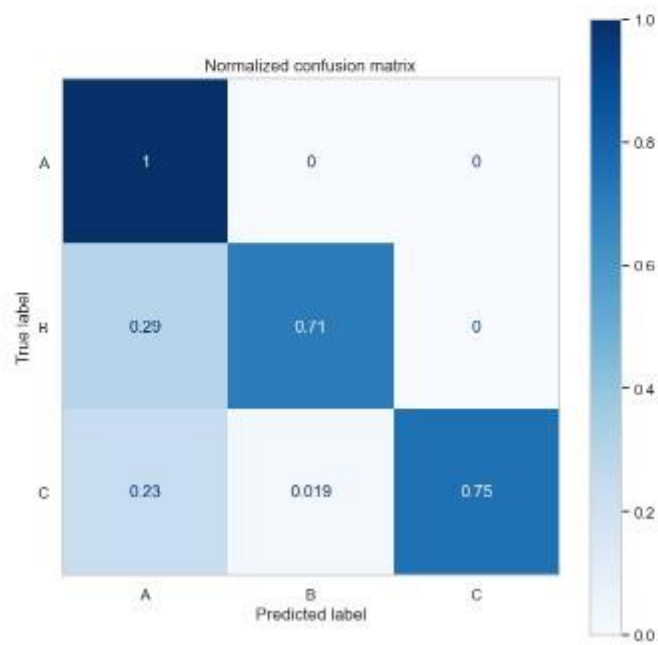 Normalized confusion matrix
1.0
0.8
0.6
0.4
0.2
0.0
True label
A
1
0
0
B
0.29
0.71
0
C
0.23
0.019
0.75
A
B
C
Predicted label